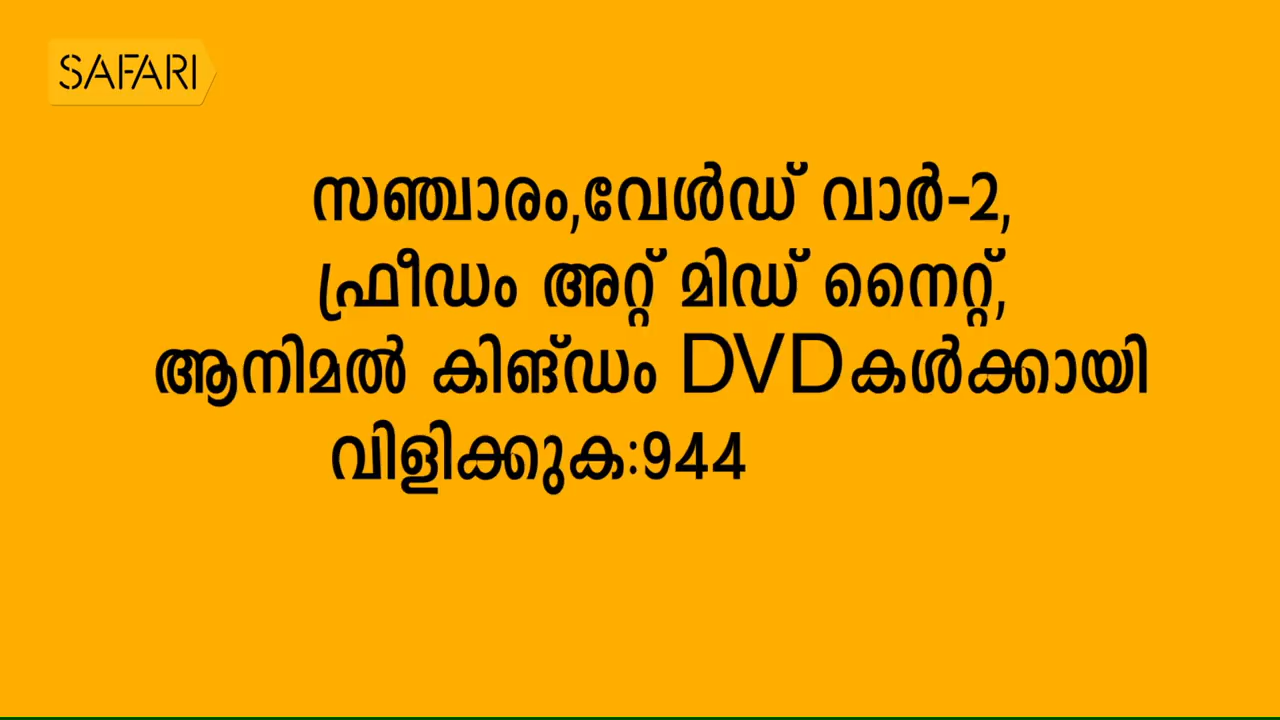 SAFARI
സഞ്ചാരം,വേൾഡ് വാർ-2,
ഫ്രീഡം അറ്റ് മിഡ് നൈറ്റ്,
ആനിമൽ കിങ്ഡം DVDകൾക്കായി
വിളിക്കുക:944